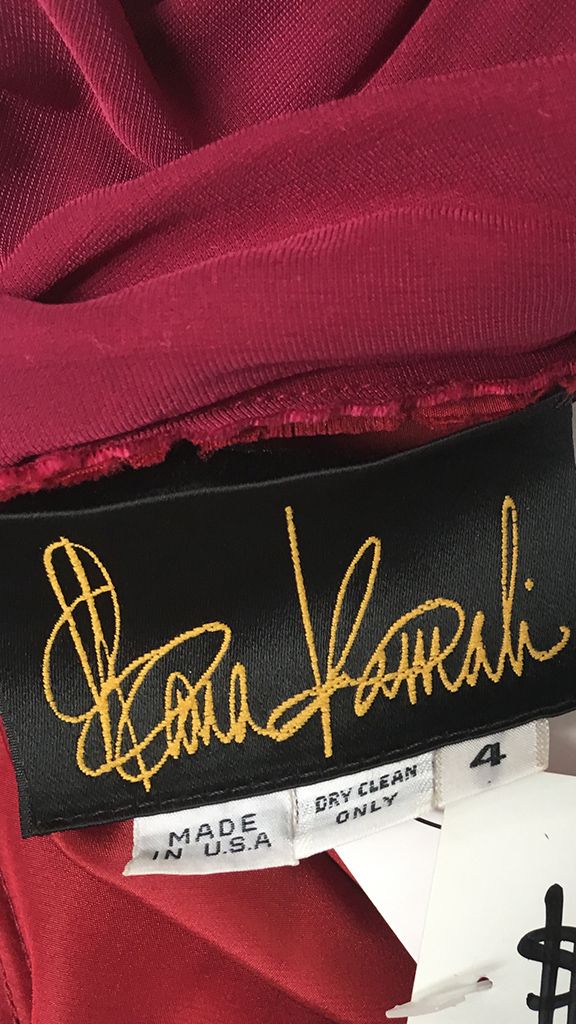 Norma Kamali
MADE
IN U.S.A
DRY CLEAN
ONLY
4
$